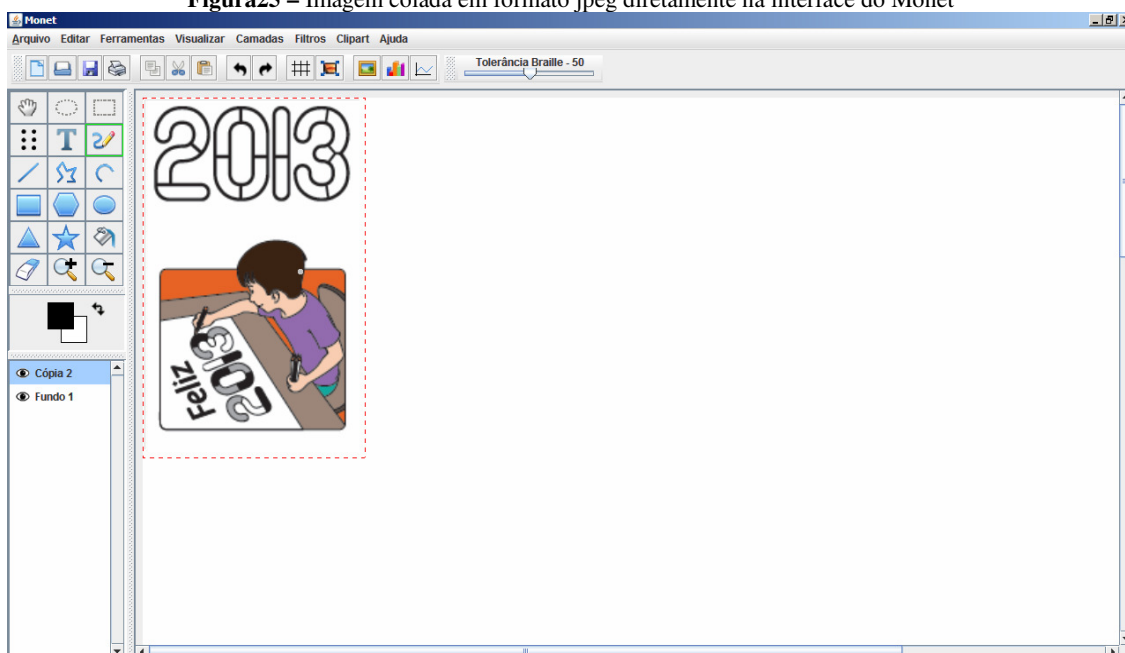 Figura25 – Imagem colada em formato jpeg diretamente na interface do Monet
Monet
Arquivo Editar Ferramentas Visualizar Camadas Filtros Clipart Ajuda
Tolerância Braille - 50
T
2013
Feliz
2013
Cópia 2
Fundo 1